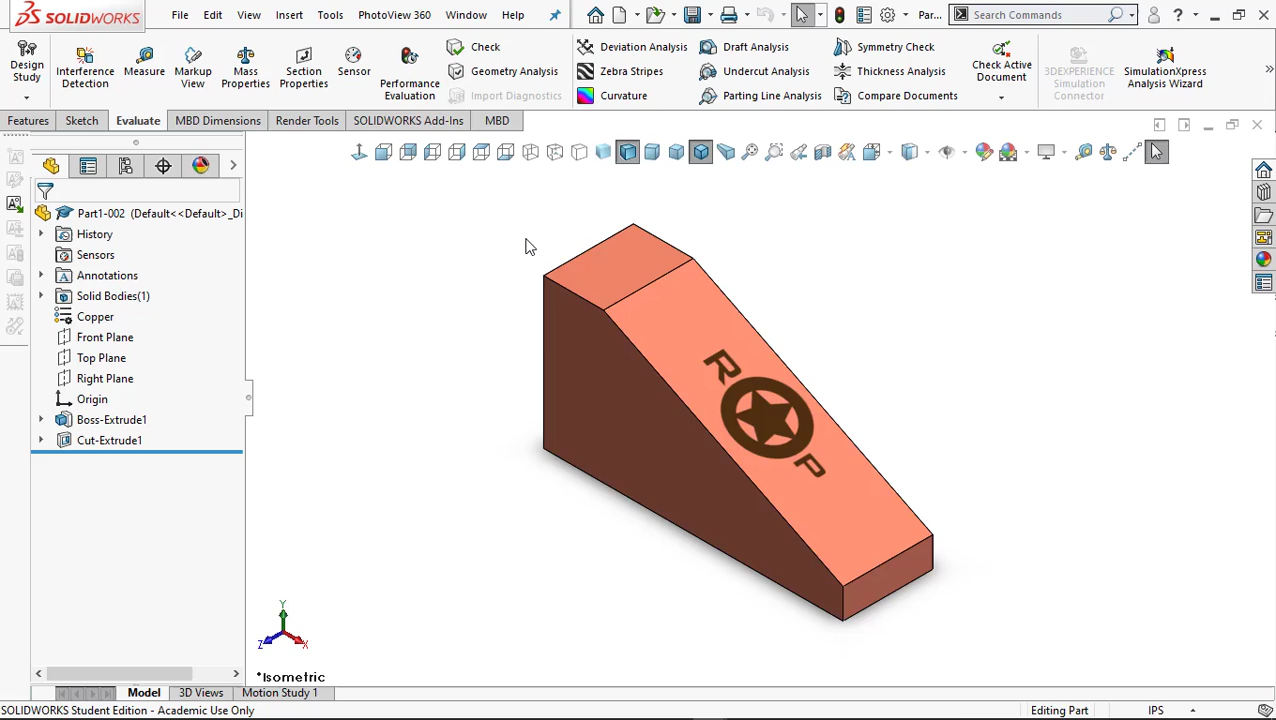 SOLIDWORKS File Edit View Insert Tools PhotoView 360 Window Help Par... Search Commands ?
Design Study Interference Detection Measure Markup View Mass Properties Section Properties Sensor Performance Evaluation Check Geometry Analysis Import Diagnostics Deviation Analysis Zebra Stripes Curvature Draft Analysis Undercut Analysis Parting Line Analysis Symmetry Check Thickness Analysis Compare Documents Check Active Document 3DEXPERIENCE Simulation Connector SimulationXpress Analysis Wizard
Features Sketch Evaluate MBD Dimensions Render Tools SOLIDWORKS Add-Ins MBD
Part1-002 (Default<<Default>_Di
History
Sensors
Annotations
Solid Bodies(1)
Copper
Front Plane
Top Plane
Right Plane
Origin
Boss-Extrude1
Cut-Extrude1
R
P
Y
Z X
*Isometric
Model 3D Views Motion Study 1
SOLIDWORKS Student Edition - Academic Use Only Editing Part IPS